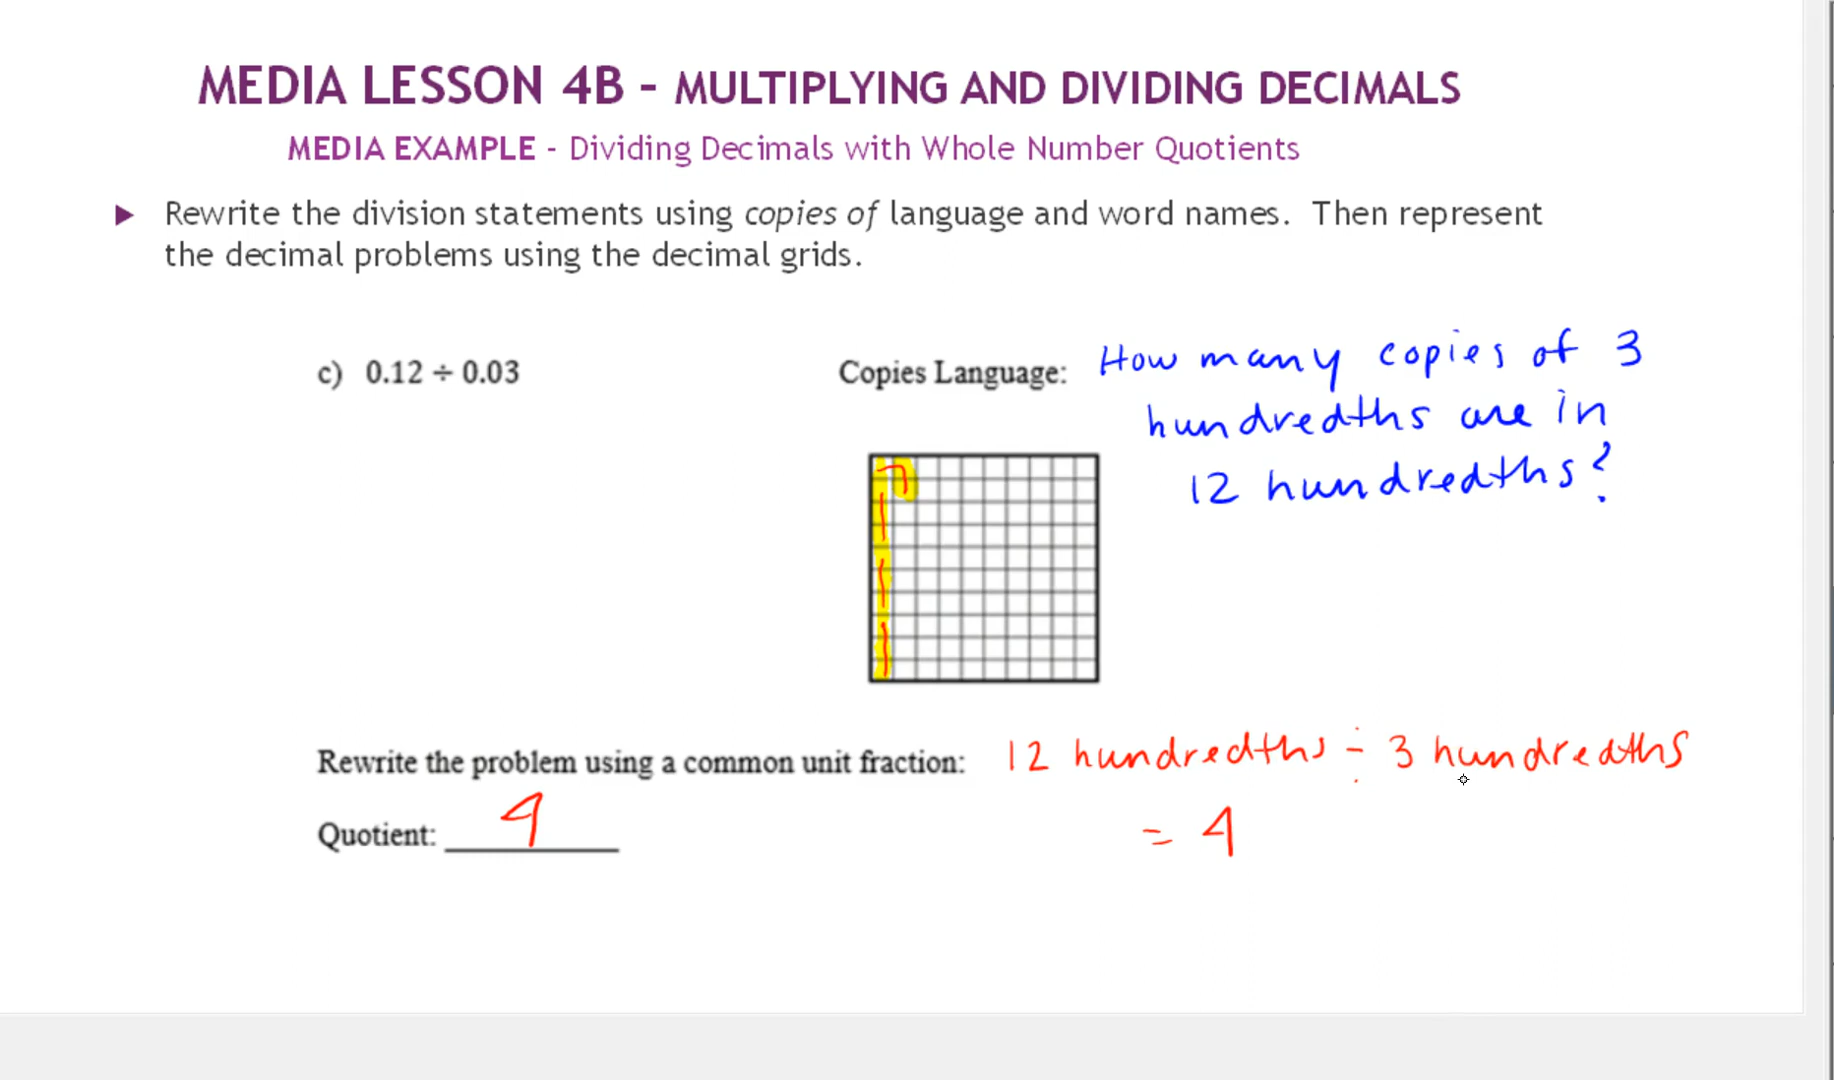 MEDIA LESSON 4B - MULTIPLYING AND DIVIDING DECIMALS
MEDIA EXAMPLE - Dividing Decimals with Whole Number Quotients
Rewrite the division statements using copies of language and word names. Then represent
the decimal problems using the decimal grids.
c) 0.12 ÷ 0.03
Copies Language: How many copies of 3
hundredths are in
12 hundredths?
Rewrite the problem using a common unit fraction: 12 hundredths ÷ 3 hundredths
Quotient: 4
= 4